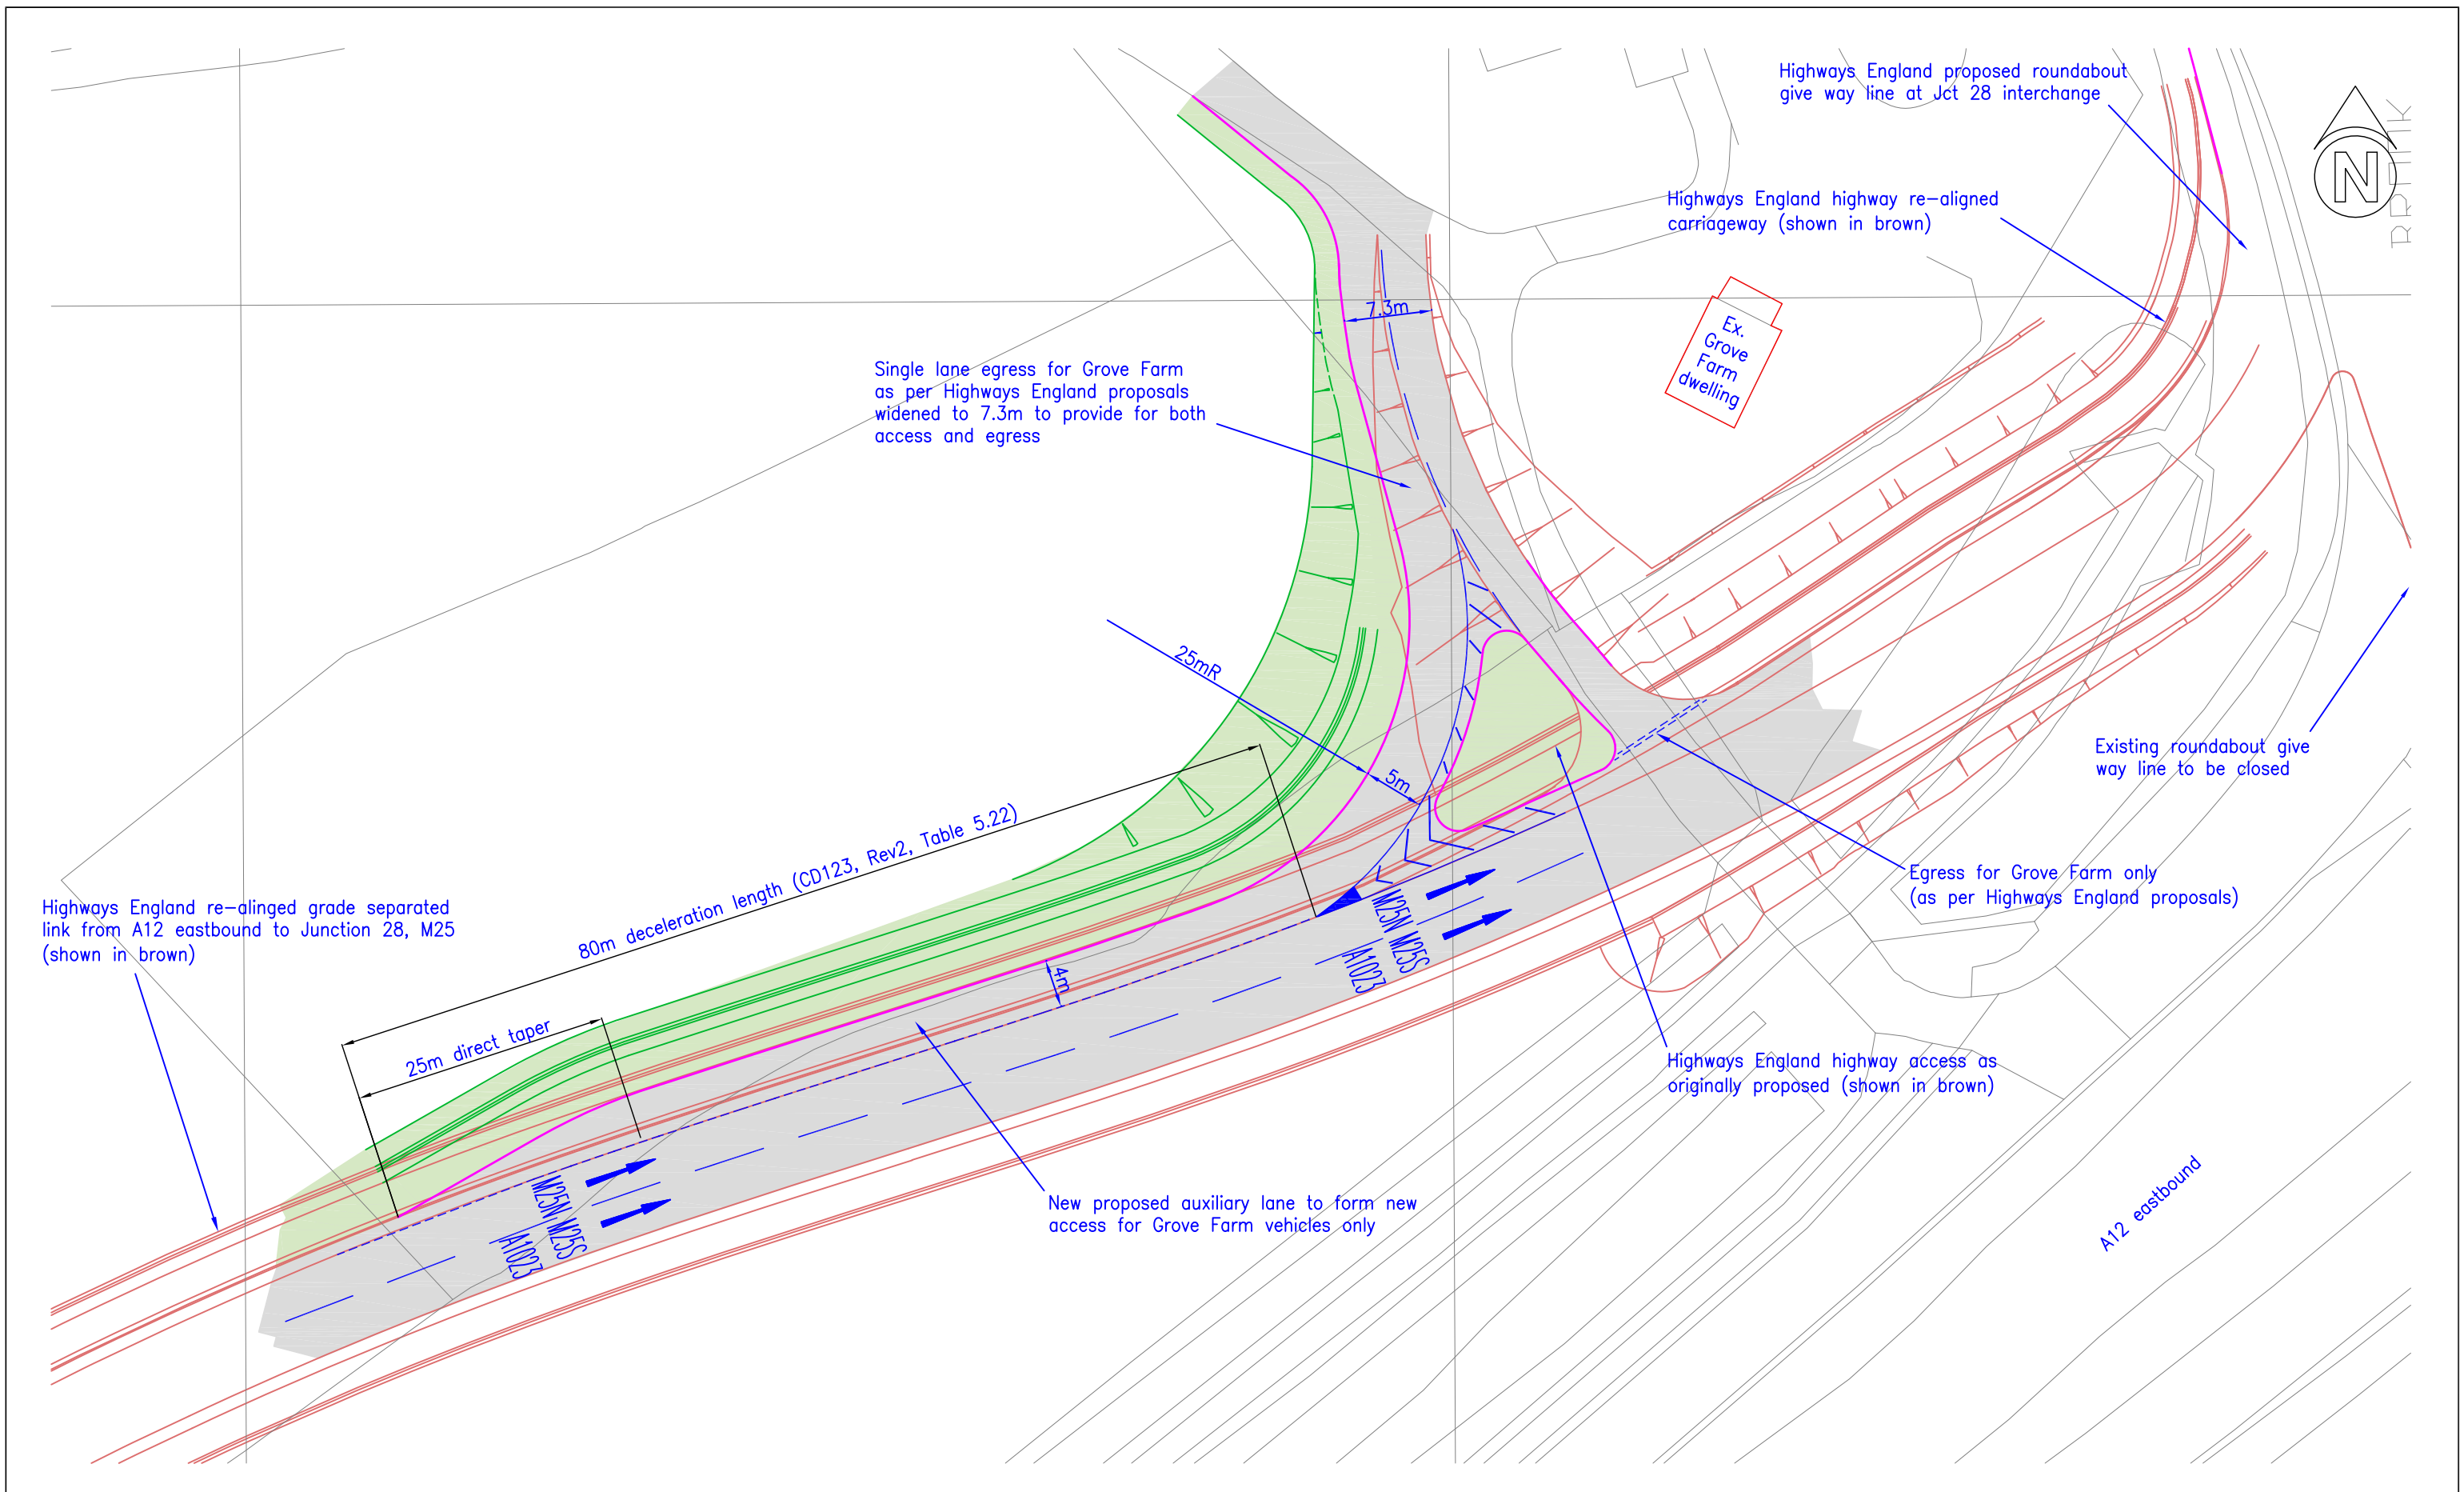 Highways England proposed roundabout
give way line at Jct 28 interchange
N
Highways England highway re-aligned
carriageway (shown in brown)
7.3m
Ex.
Grove
Farm
dwelling
Single lane egress for Grove Farm
as per Highways England proposals
widened to 7.3m to provide for both
access and egress
25mR
5m
Existing roundabout give
way line to be closed
80m deceleration length (CD123, Rev2, Table 5.22)
Egress for Grove Farm only
(as per Highways England proposals)
Highways England re-alinged grade separated
link from A12 eastbound to Junction 28, M25
(shown in brown)
M25N M25S
A1023
4m
25m direct taper
Highways England highway access as
originally proposed (shown in brown)
New proposed auxiliary lane to form new
access for Grove Farm vehicles only
M25N M25S
A1023
A12 eastbound